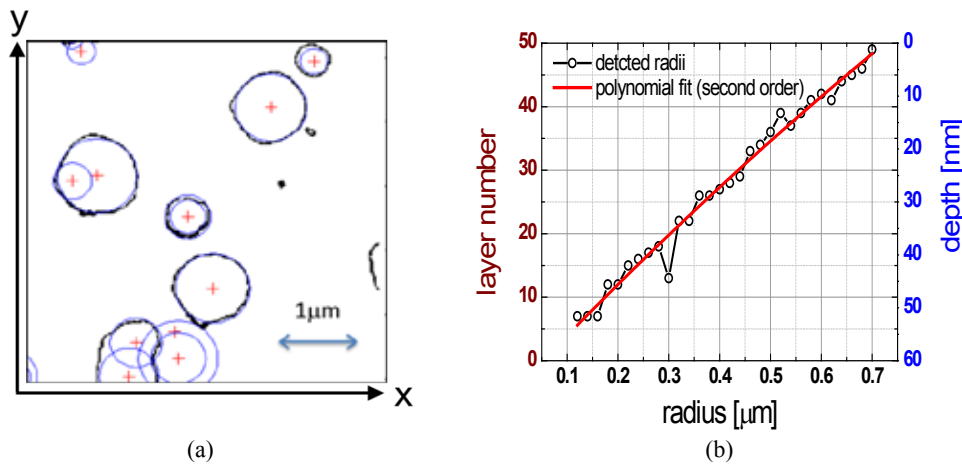 y
1μm
x
(a)
detcted radii
polynomial fit (second order)
layer number
50
40
30
20
10
0
0
10
20
30
40
50
60
depth [nm]
0.1 0.2 0.3 0.4 0.5 0.6 0.7
radius [μm]
(b)